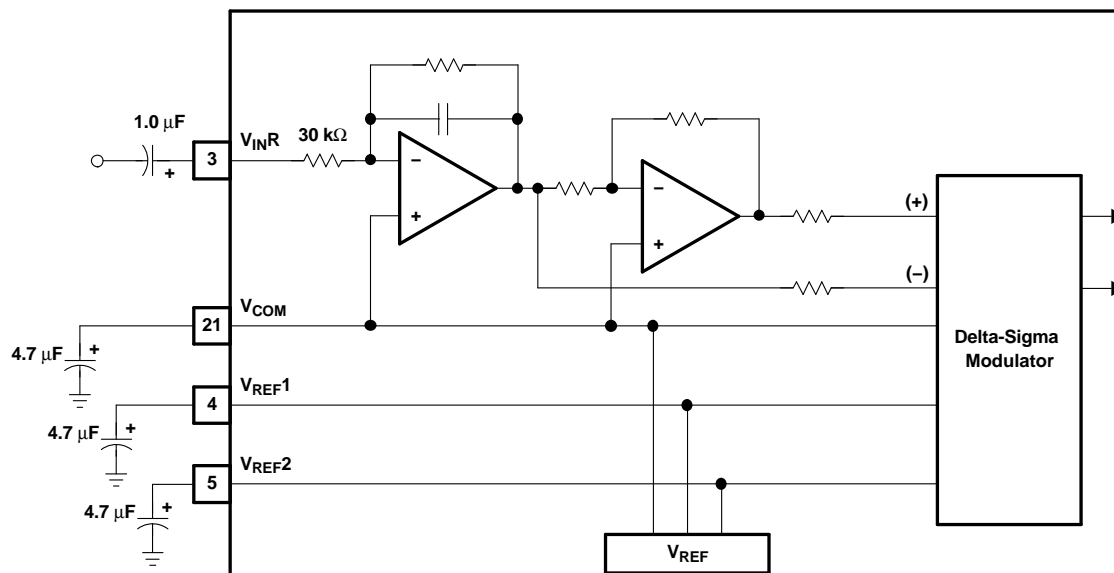 1.0 μF
+
3
VINR
30 kΩ
−
+
−
+
(+)
(−)
Delta-Sigma
Modulator
21
VCOM
4.7 μF
+
4
VREF1
4.7 μF
+
5
VREF2
4.7 μF
+
VREF